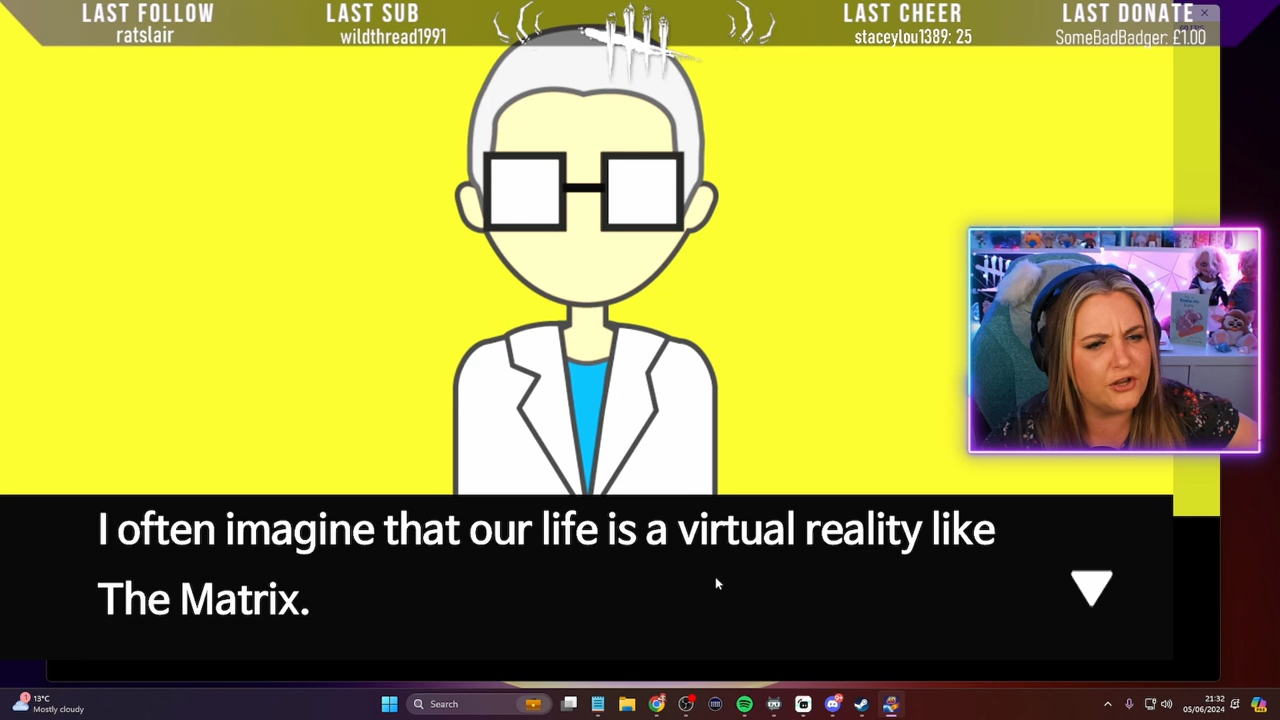 LAST FOLLOW
ratslair
LAST SUB
wildthread1991
LAST CHEER
staceylou1389: 25
LAST DONATE
SomeBadBadger: £1.00
I often imagine that our life is a virtual reality like
The Matrix.
13°C
Mostly cloudy
Search
21:32
05/06/2024